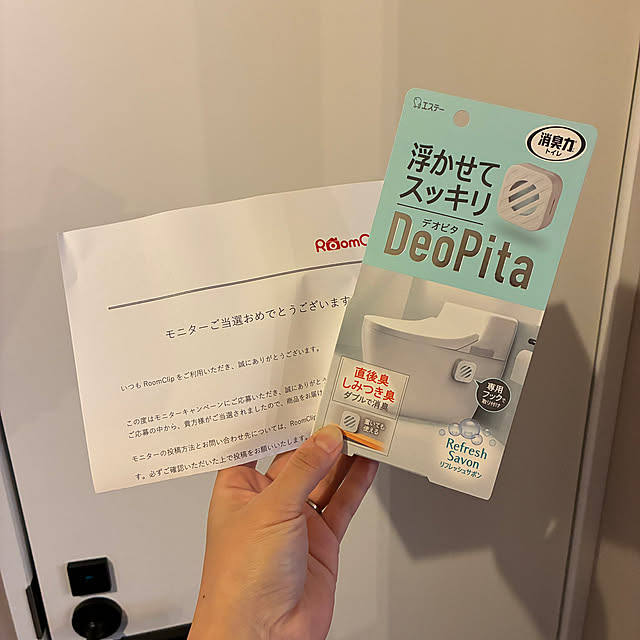 RoomC
モニターご当選おめでとうございます
いつも RoomClip をご利用いただき、誠にありがとうございます。
この度はモニターキャンペーンにご応募いただき、誠にありがと
ご応募の中から、貴方様がご当選されましたので、商品をお届け
モニターの投稿方法とお問い合わせ先については、RoomClip
す。必ずご確認いただいた上で投稿をお願いいたします。
エステー
消臭力
トイレ
浮かせて
スッキリ
デオピタ
DeoPita
直後臭
しみつき臭
ダブルで消臭
置いても
使える
専用
フックで
取り付け
Refresh
Savon
リフレッシュサボン